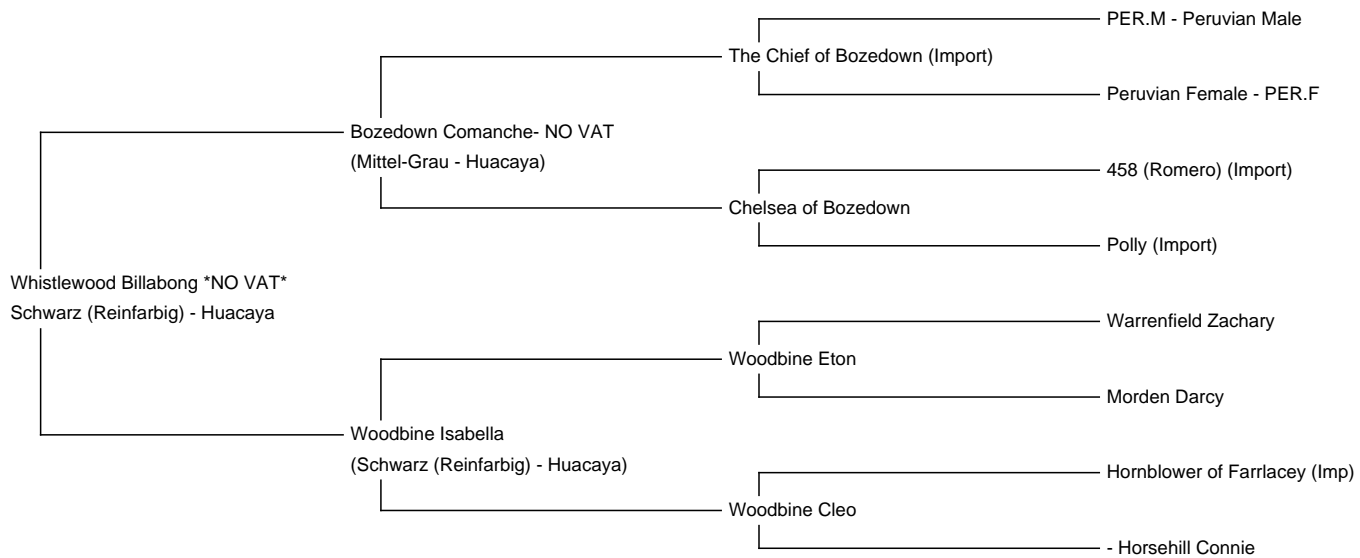 PER.M - Peruvian Male
The Chief of Bozedown (Import)
Peruvian Female - PER.F
Bozedown Comanche- NO VAT
(Mittel-Grau - Huacaya)
458 (Romero) (Import)
Chelsea of Bozedown
Polly (Import)
Whistlewood Billabong *NO VAT*
Schwarz (Reinfarbig) - Huacaya
Warrenfield Zachary
Woodbine Eton
Morden Darcy
Woodbine Isabella
(Schwarz (Reinfarbig) - Huacaya)
Hornblower of Farrlacey (Imp)
Woodbine Cleo
- Horsehill Connie